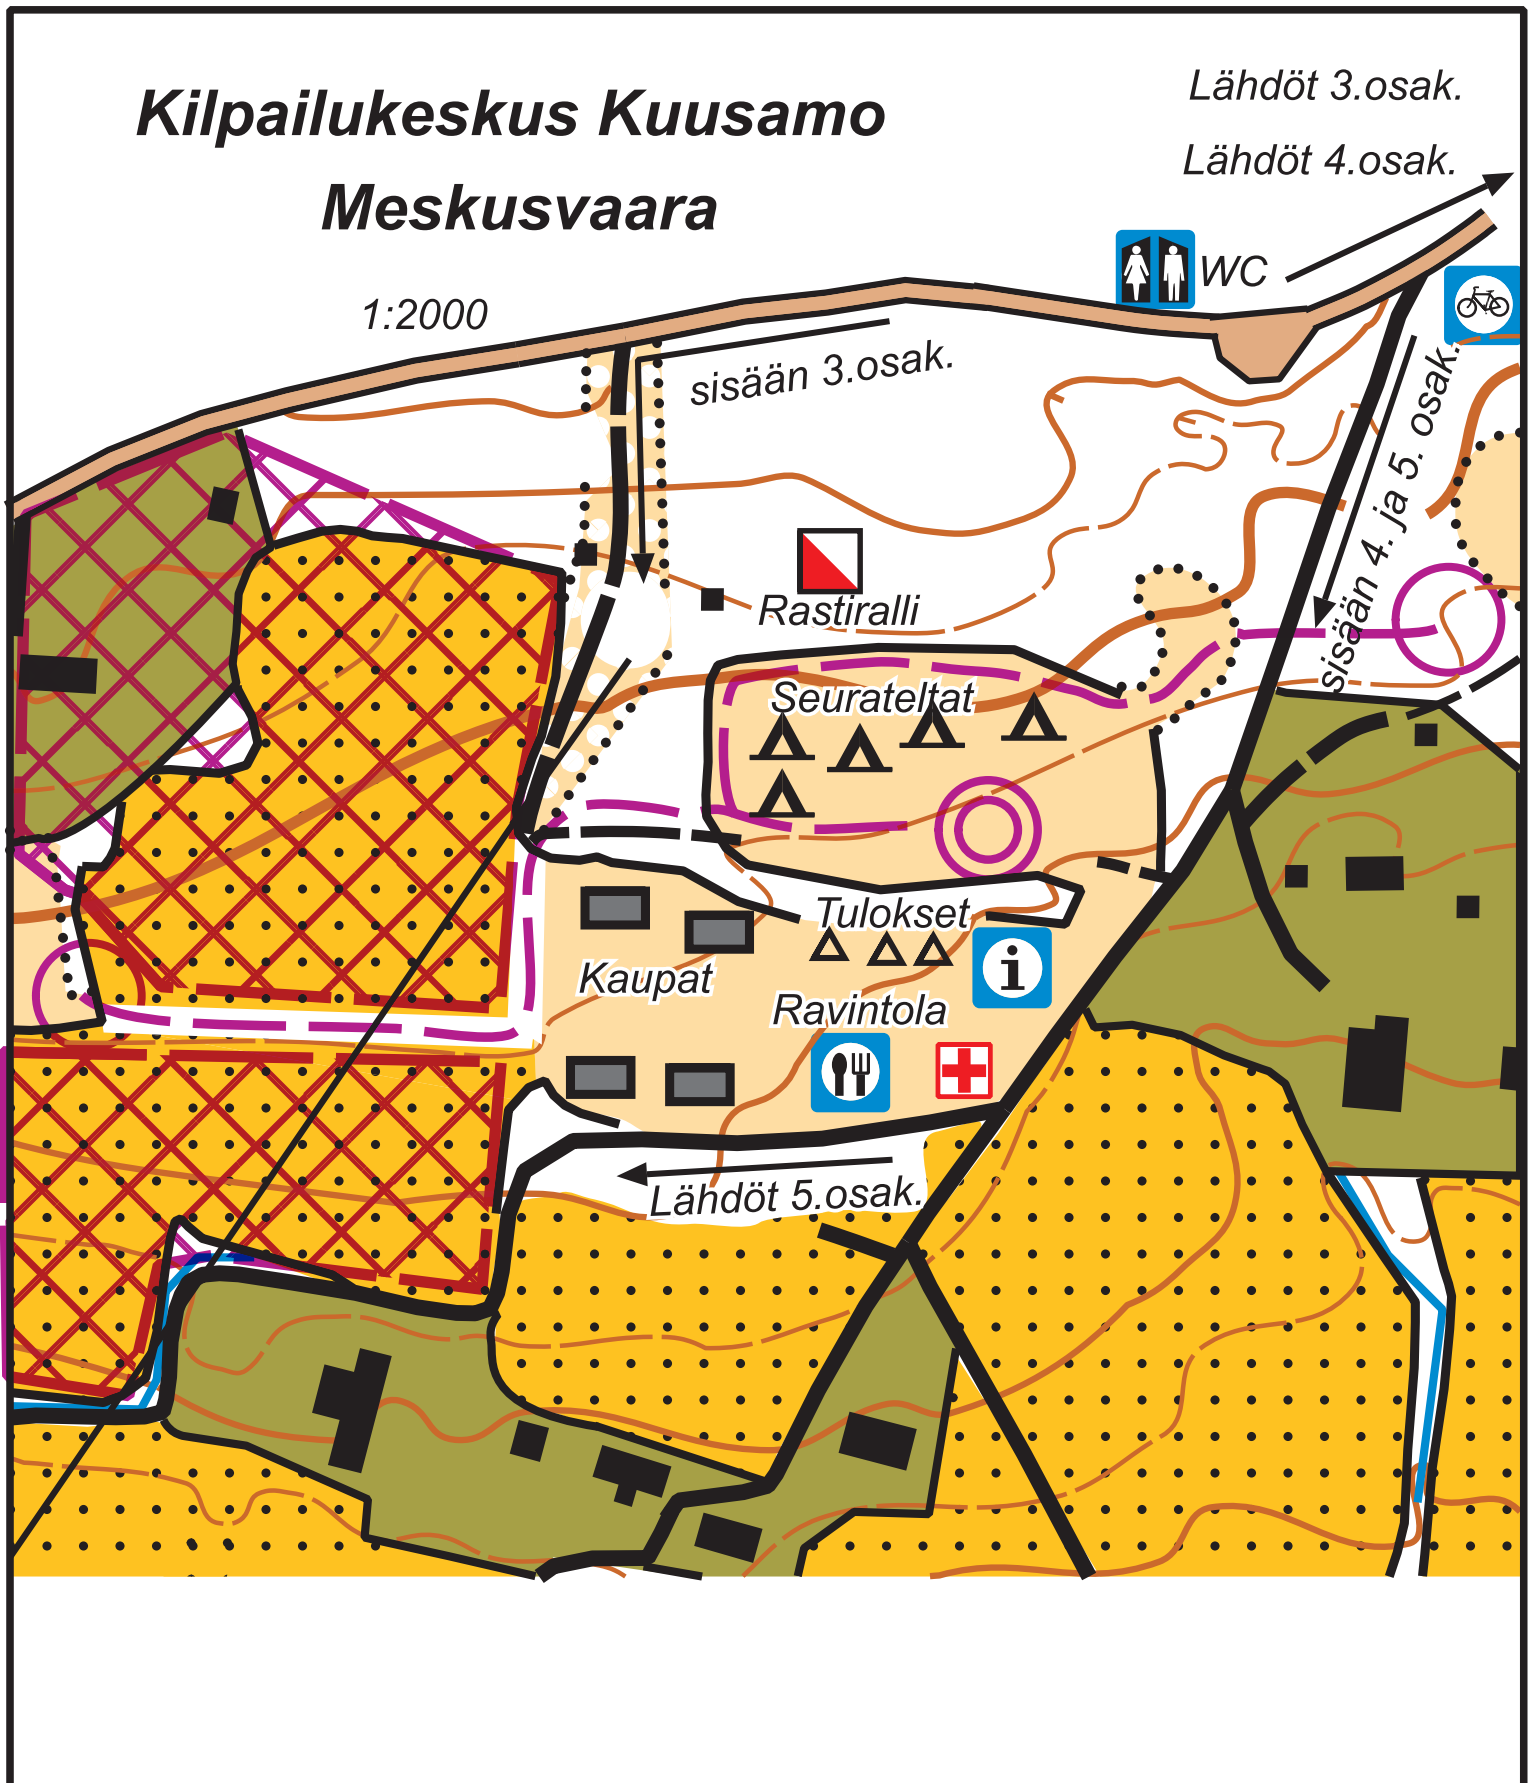 Lähdöt 3.osak.
Kilpailukeskus Kuusamo
Lähdöt 4.osak.
Meskusvaara
WC
1:2000
sisään 3.osak.
sisään 4. ja 5. osak.
Rastiralli
Seurateltat
Tulokset
i
Kaupat
Ravintola
Lähdöt 5.osak.